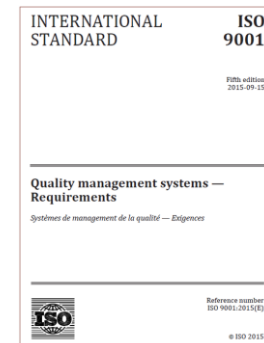 INTERNATIONAL
STANDARD
ISO
9001
Fifth edition
2015-09-15
Quality management systems —
Requirements
Systèmes de management de la qualité — Exigences
ISO
Reference number
ISO 9001:2015(E)
© ISO 2015